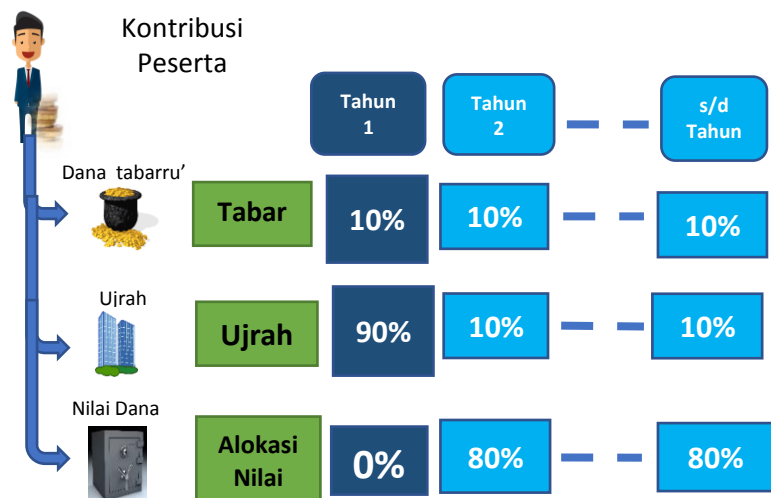 Kontribusi
Peserta
Tahun
1
Tahun
2
s/d
Tahun
Dana tabarru'
Tabar
10%
10%
10%
Ujrah
Ujrah
90%
10%
10%
Nilai Dana
Alokasi
Nilai
0%
80%
80%